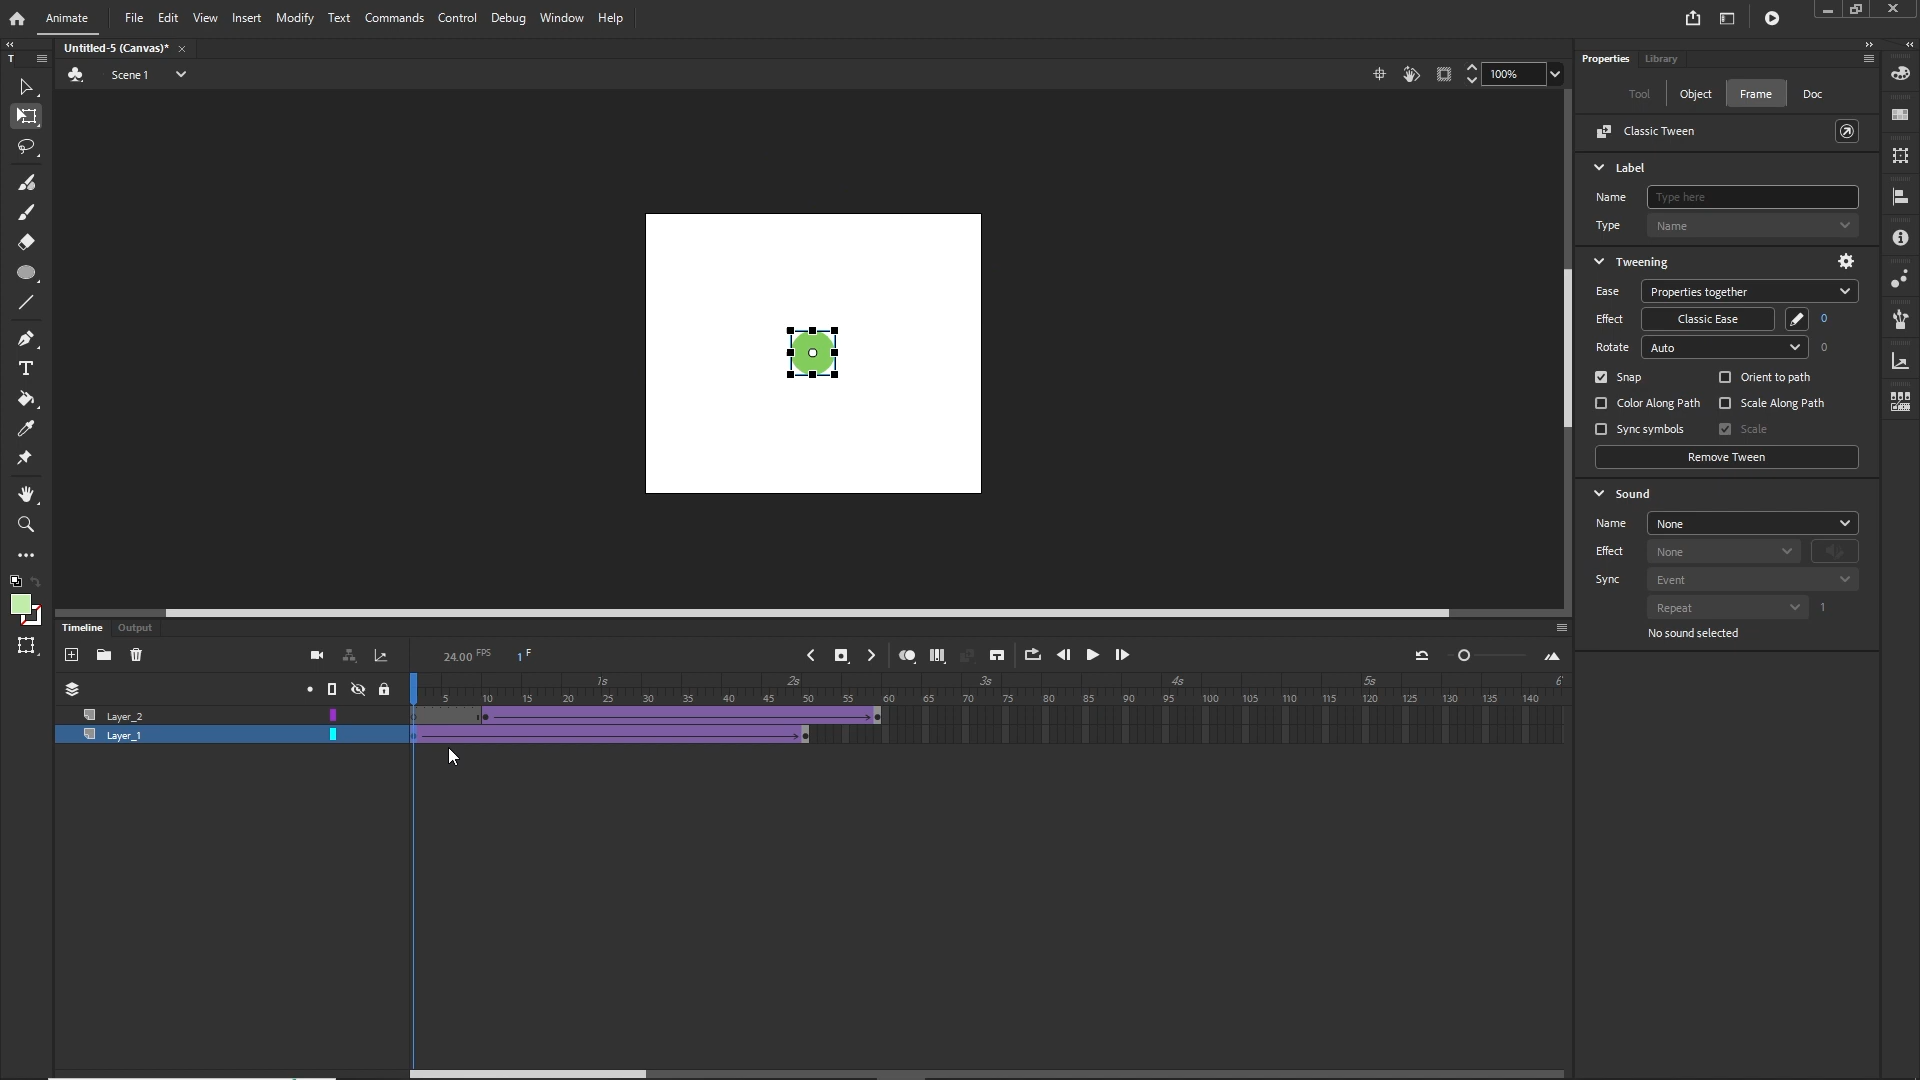 Animate File Edit View Insert Modify Text Commands Control Debug Window Help
Untitled-5 (Canvas)*
Scene 1
100%
Properties Library
Tool Object Frame Doc
Classic Tween
Label
Name Type here
Type Name
Tweening
Ease Properties together
Effect Classic Ease 0
Rotate Auto 0
Snap Orient to path
Color Along Path Scale Along Path
Sync symbols Scale
Remove Tween
Sound
Name None
Effect None
Sync Event
Repeat 1
No sound selected
T
Timeline Output
24.00 FPS 1 F
1s 2s 3s 4s 5s 6
5 10 15 20 25 30 35 40 45 50 55 60 65 70 75 80 85 90 95 100 105 110 115 120 125 130 135 140
Layer_2
Layer_1